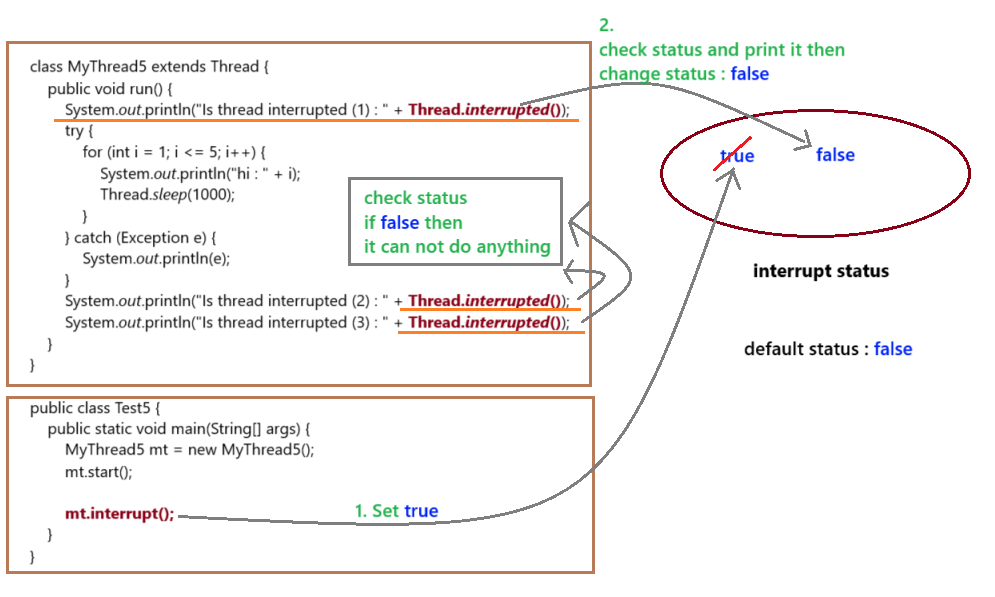 2.
check status and print it then
change status : false
class MyThread5 extends Thread {
public void run() {
System.out.println("Is thread interrupted (1) : " + Thread.interrupted());
try {
for (int i = 1; i <= 5; i++) {
System.out.println("hi : " + i);
Thread.sleep(1000);
}
} catch (Exception e) {
System.out.println(e);
}
System.out.println("Is thread interrupted (2) : " + Thread.interrupted());
System.out.println("Is thread interrupted (3) : " + Thread.interrupted());
}
}
check status
if false then
it can not do anything
true
false
interrupt status
default status : false
public class Test5 {
public static void main(String[] args) {
MyThread5 mt = new MyThread5();
mt.start();
mt.interrupt();
1. Set true
}
}